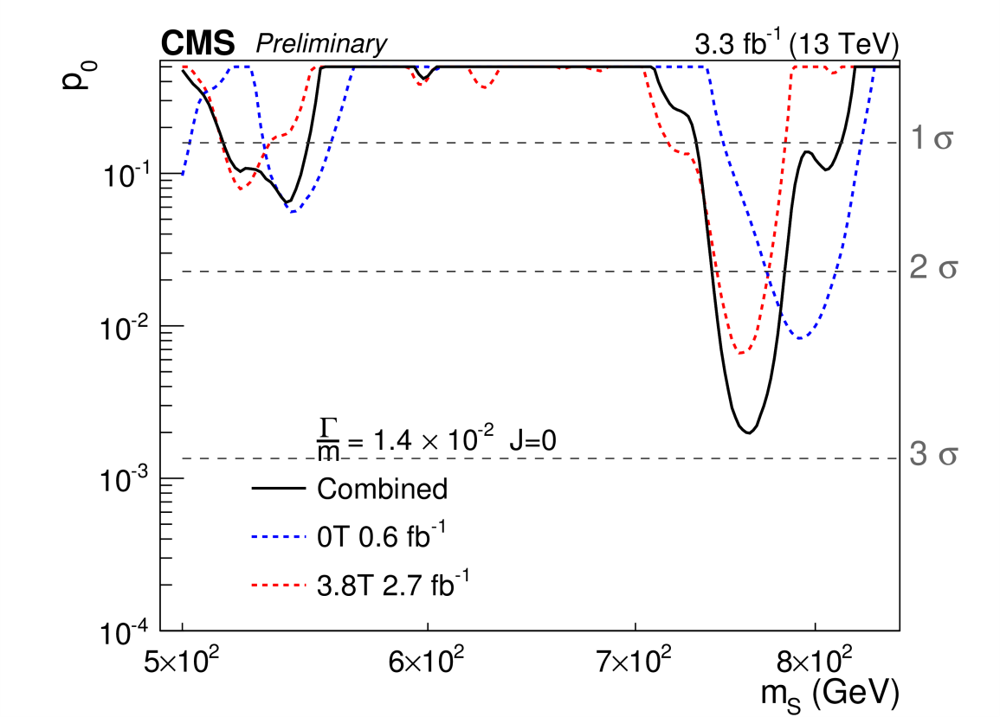 CMS Preliminary 3.3 fb⁻¹ (13 TeV)
p₀
1 σ
10⁻¹
2 σ
10⁻²
Γ/m = 1.4 × 10⁻² J=0
3 σ
10⁻³
Combined
0T 0.6 fb⁻¹
3.8T 2.7 fb⁻¹
10⁻⁴
5×10² 6×10² 7×10² 8×10²
m_S (GeV)